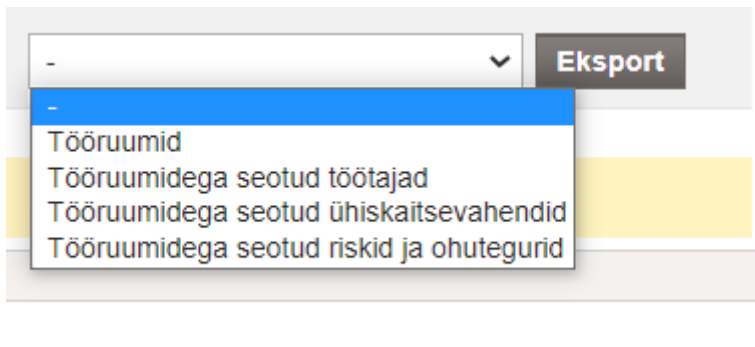 - Eksport
-
Tööruumid
Tööruumidega seotud töötajad
Tööruumidega seotud ühiskaitsevahendid
Tööruumidega seotud riskid ja ohutegurid